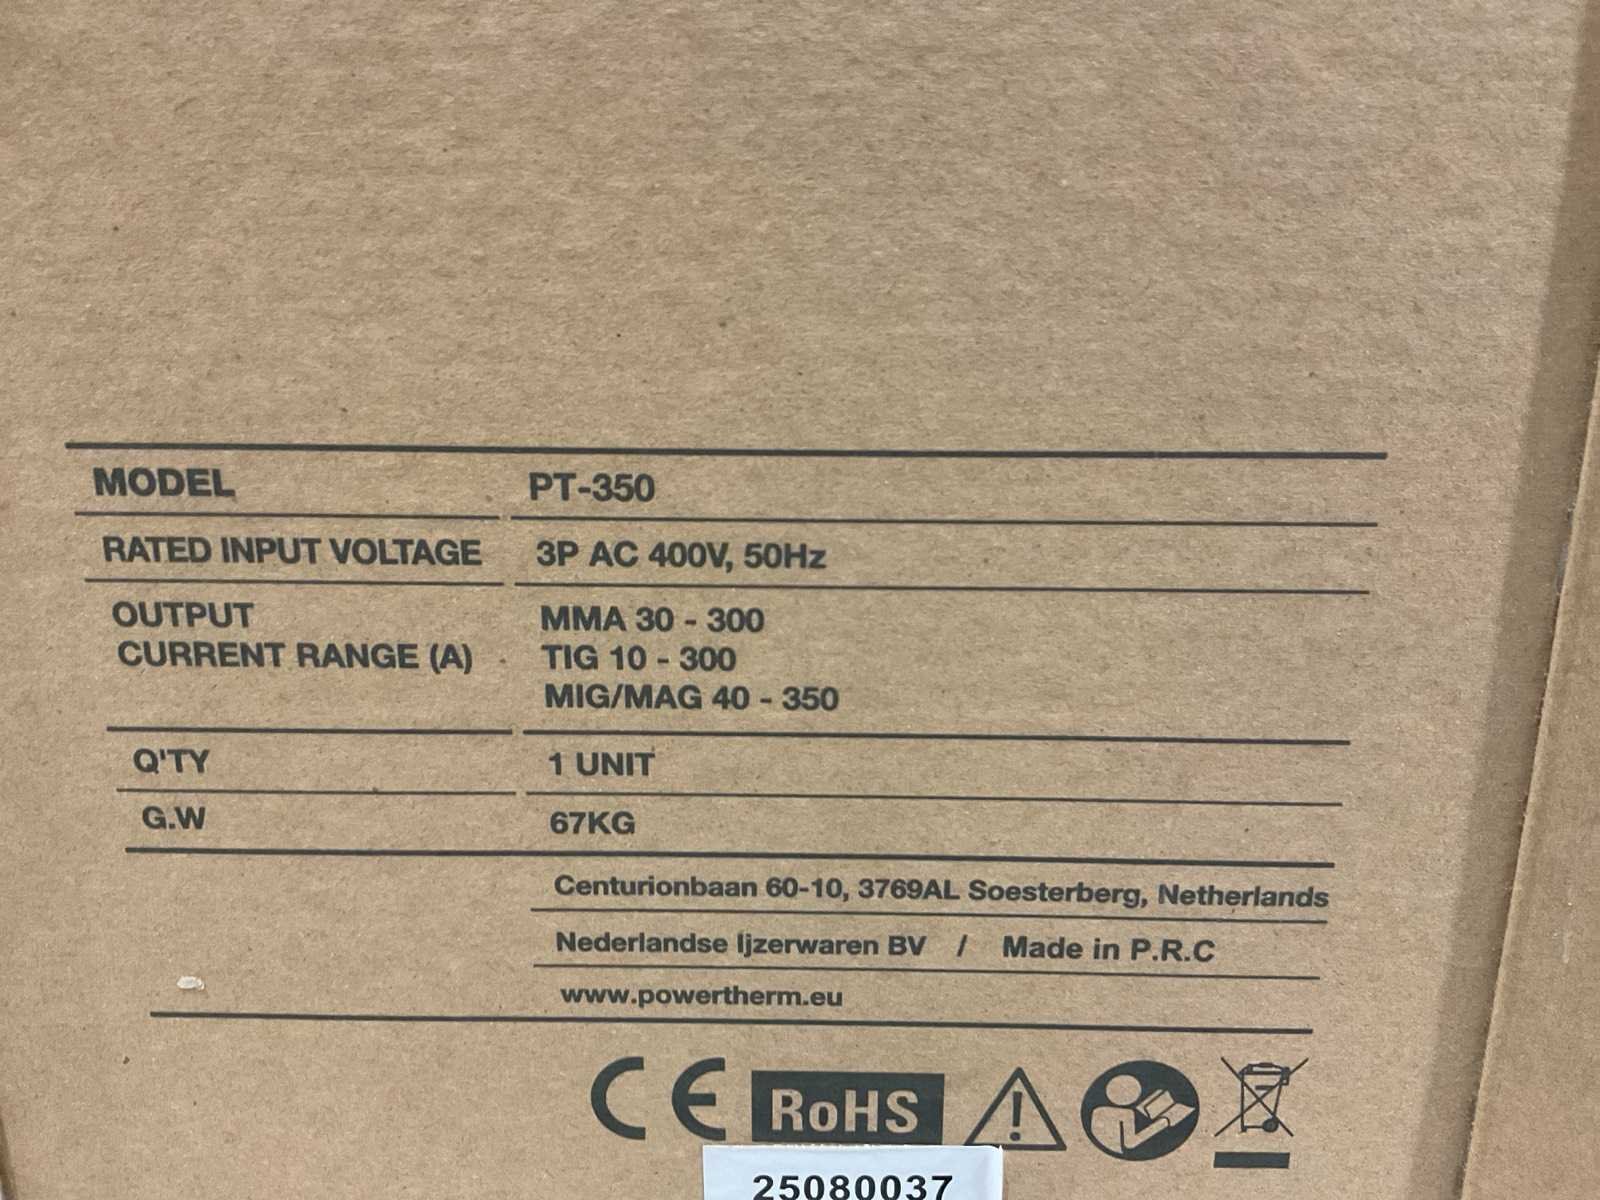 MODEL PT-350
RATED INPUT VOLTAGE 3P AC 400V, 50Hz
OUTPUT MMA 30 - 300
CURRENT RANGE (A) TIG 10 - 300
MIG/MAG 40 - 350
Q'TY 1 UNIT
G.W 67KG
Centurionbaan 60-10, 3769AL Soesterberg, Netherlands
Nederlandse Ijzerwaren BV / Made in P.R.C
www.powertherm.eu
CE RoHS
25080037